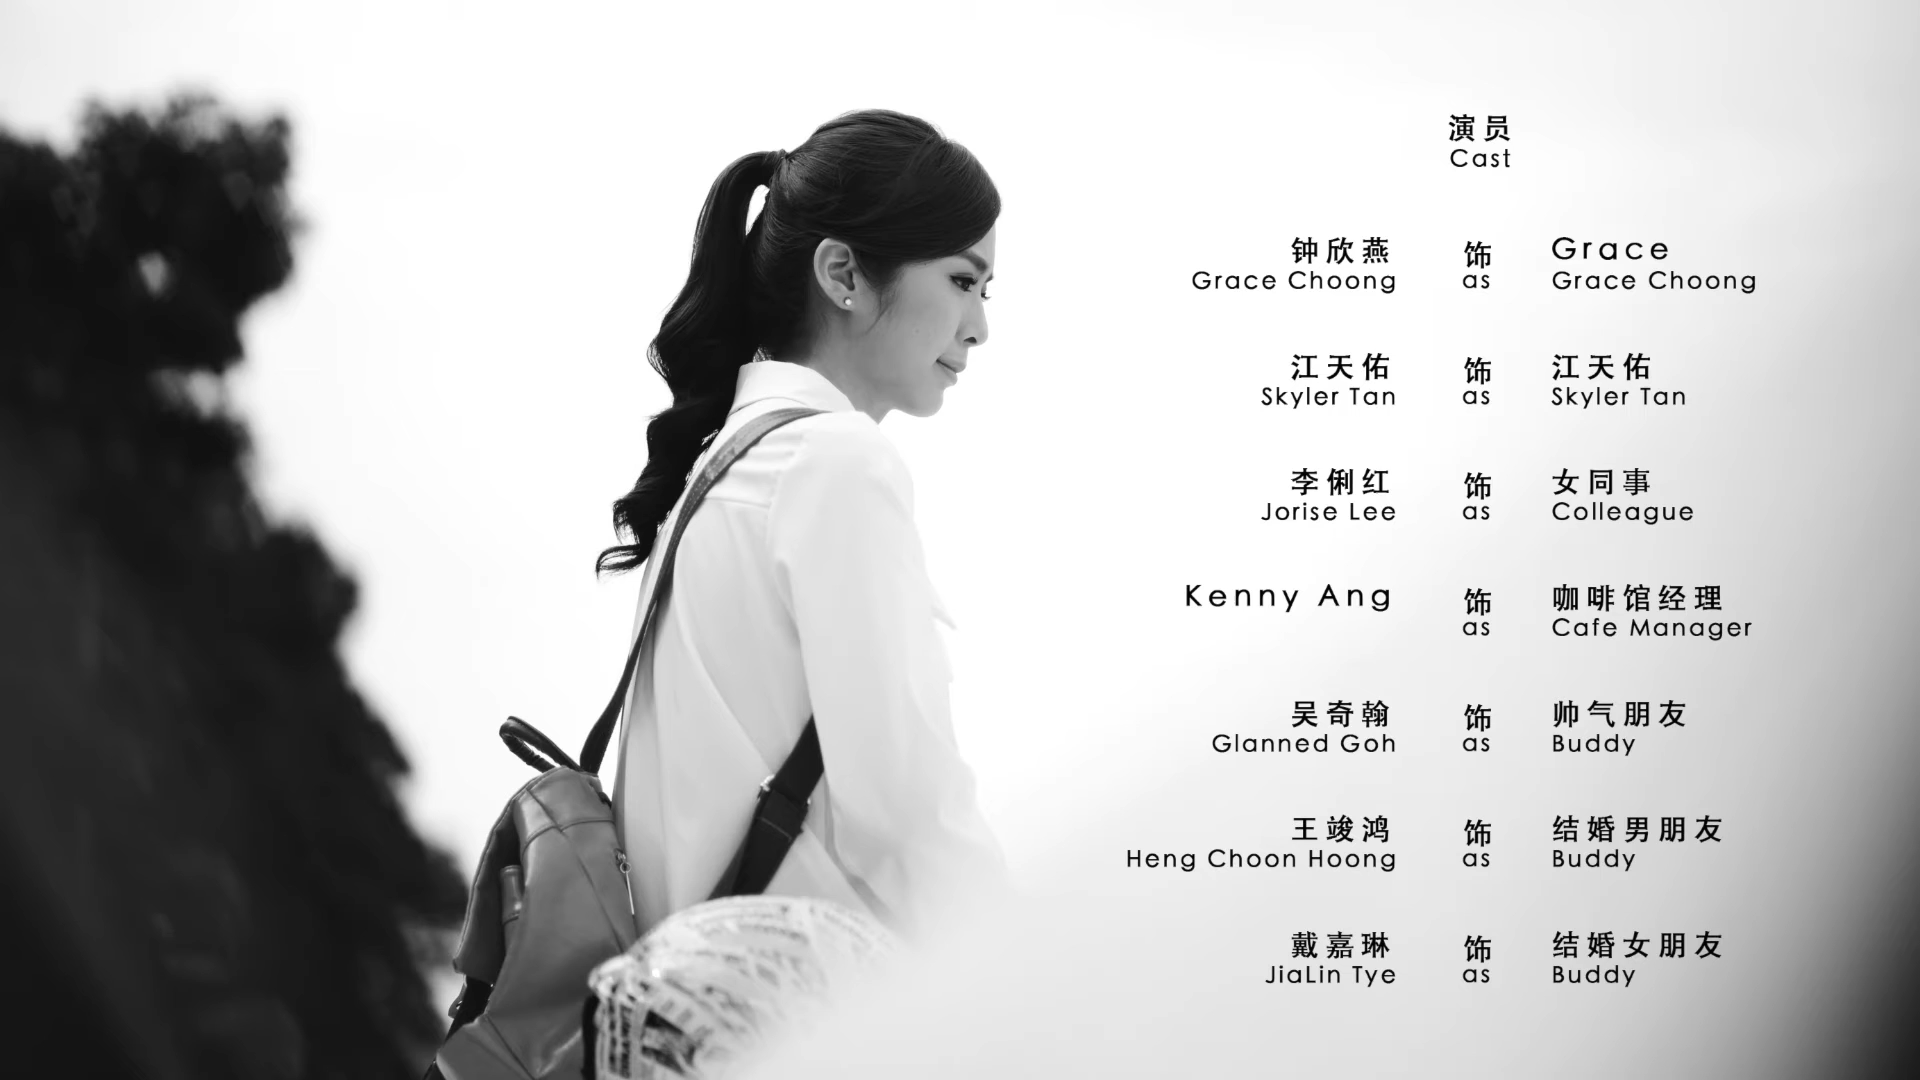 演员
Cast
钟欣燕 饰 Grace
Grace Choong as Grace Choong
江天佑 饰 江天佑
Skyler Tan as Skyler Tan
李俐红 饰 女同事
Jorise Lee as Colleague
Kenny Ang 饰 咖啡馆经理
as Cafe Manager
吴奇翰 饰 帅气朋友
Glanned Goh as Buddy
王竣鸿 饰 结婚男朋友
Heng Choon Hoong as Buddy
戴嘉琳 饰 结婚女朋友
JiaLin Tye as Buddy